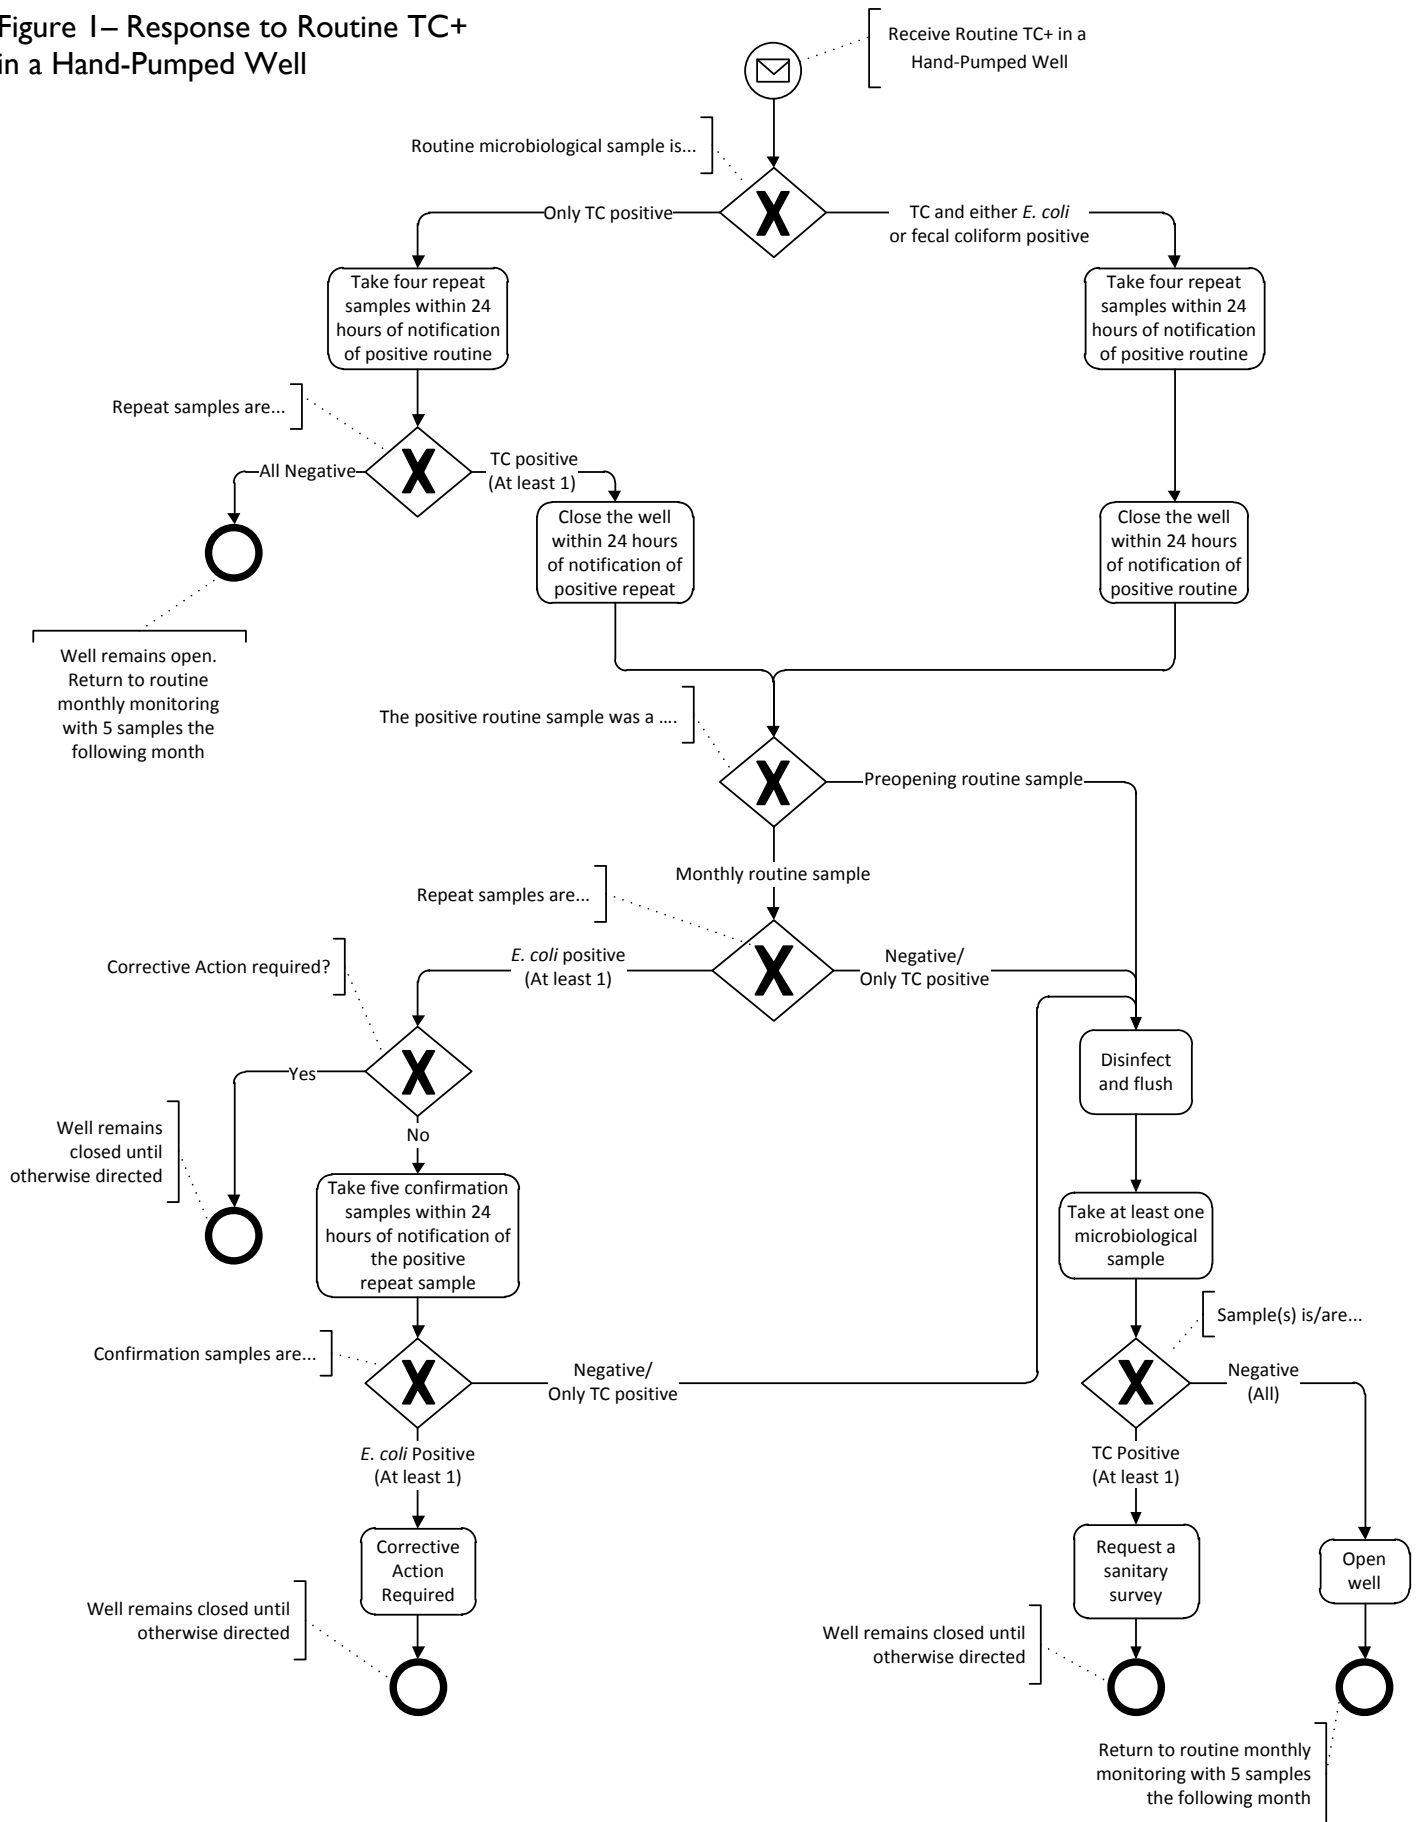 Figure 1– Response to Routine TC+
in a Hand-Pumped Well
Receive Routine TC+ in a
Hand-Pumped Well
Routine microbiological sample is...
Only TC positive
TC and either E. coli
or fecal coliform positive
Take four repeat
samples within 24
hours of notification
of positive routine
Take four repeat
samples within 24
hours of notification
of positive routine
Repeat samples are...
All Negative
TC positive
(At least 1)
Close the well
within 24 hours
of notification of
positive repeat
Close the well
within 24 hours
of notification of
positive routine
Well remains open.
Return to routine
monthly monitoring
with 5 samples the
following month
The positive routine sample was a ....
Preopening routine sample
Monthly routine sample
Repeat samples are...
E. coli positive
(At least 1)
Negative/
Only TC positive
Corrective Action required?
Yes
No
Disinfect
and flush
Well remains
closed until
otherwise directed
Take five confirmation
samples within 24
hours of notification of
the positive
repeat sample
Take at least one
microbiological
sample
Sample(s) is/are...
Confirmation samples are...
Negative/
Only TC positive
Negative
(All)
E. coli Positive
(At least 1)
TC Positive
(At least 1)
Corrective
Action
Required
Request a
sanitary
survey
Open
well
Well remains closed until
otherwise directed
Well remains closed until
otherwise directed
Return to routine monthly
monitoring with 5 samples
the following month